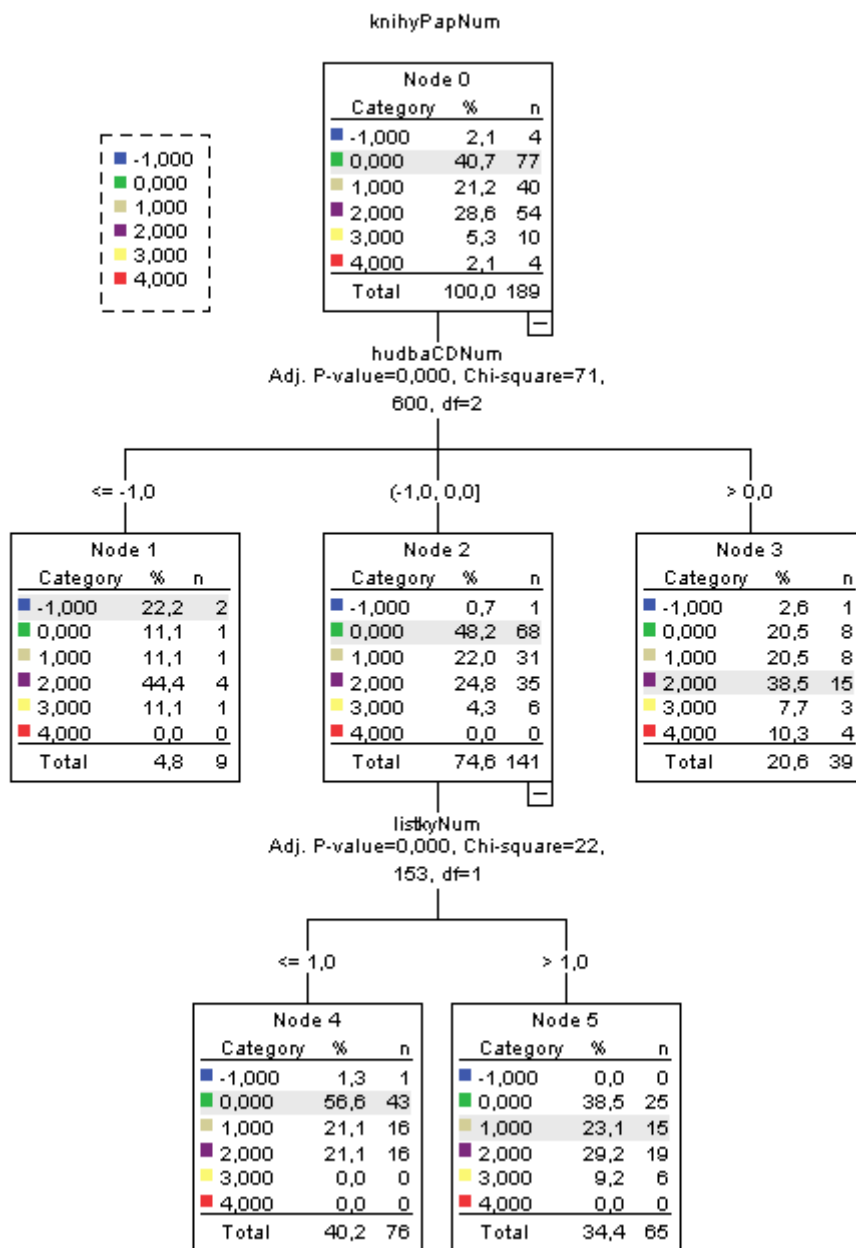 knihyPapNum
-1,000
0,000
1,000
2,000
3,000
4,000
Node 0
Category % n
-1,000 2,1 4
0,000 40,7 77
1,000 21,2 40
2,000 28,6 54
3,000 5,3 10
4,000 2,1 4
Total 100,0 189
hudbaCDNum
Adj. P-value=0,000, Chi-square=71,
600, df=2
<= -1,0
(-1,0, 0,0]
> 0,0
Node 1
Category % n
-1,000 22,2 2
0,000 11,1 1
1,000 11,1 1
2,000 44,4 4
3,000 11,1 1
4,000 0,0 0
Total 4,8 9
Node 2
Category % n
-1,000 0,7 1
0,000 48,2 68
1,000 22,0 31
2,000 24,8 35
3,000 4,3 6
4,000 0,0 0
Total 74,6 141
Node 3
Category % n
-1,000 2,6 1
0,000 20,5 8
1,000 20,5 8
2,000 38,5 15
3,000 7,7 3
4,000 10,3 4
Total 20,6 39
listkyNum
Adj. P-value=0,000, Chi-square=22,
153, df=1
<= 1,0
> 1,0
Node 4
Category % n
-1,000 1,3 1
0,000 56,6 43
1,000 21,1 16
2,000 21,1 16
3,000 0,0 0
4,000 0,0 0
Total 40,2 76
Node 5
Category % n
-1,000 0,0 0
0,000 38,5 25
1,000 23,1 15
2,000 29,2 19
3,000 9,2 6
4,000 0,0 0
Total 34,4 65